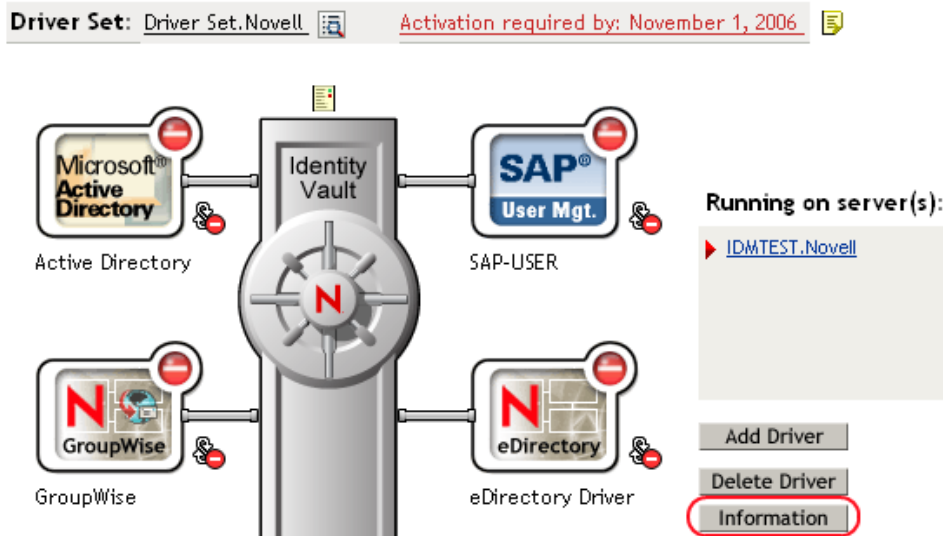 Driver Set: Driver Set.Novell Activation required by: November 1, 2006
Identity
Vault
Microsoft®
Active
Directory
Active Directory
SAP®
User Mgt.
SAP-USER
Running on server(s):
IDMTEST.Novell
N
N
GroupWise
GroupWise
N
eDirectory
eDirectory Driver
Add Driver
Delete Driver
Information